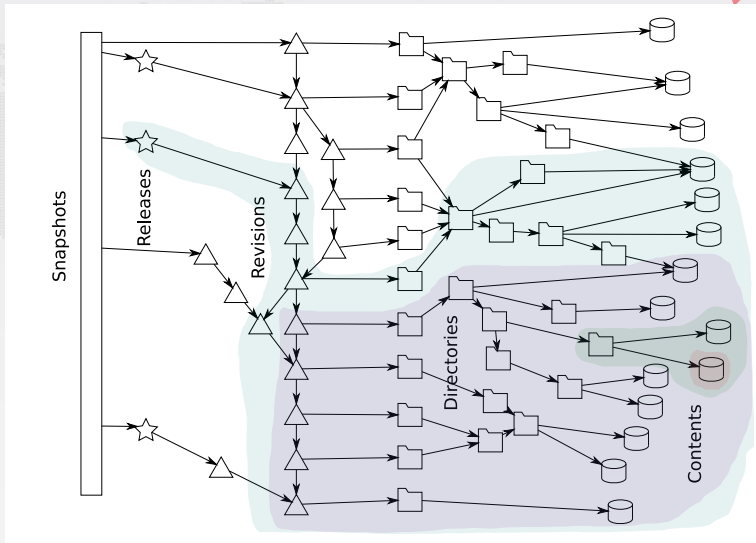 Snapshots
Releases
Revisions
Directories
Contents